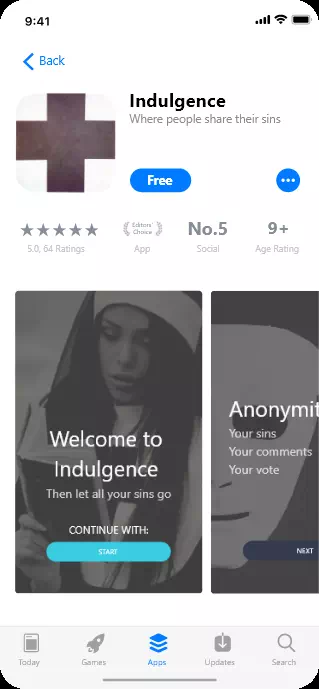 9:41
Back
Indulgence
Where people share their sins
Free
Editors'
Choice
No.5
9+
5.0, 64 Ratings
App
Social
Age Rating
Welcome to
Indulgence
Then let all your sins go
CONTINUE WITH:
START
Anonymit
Your sins
Your comments
Your vote
NEXT
Today
Games
Apps
Updates
Search